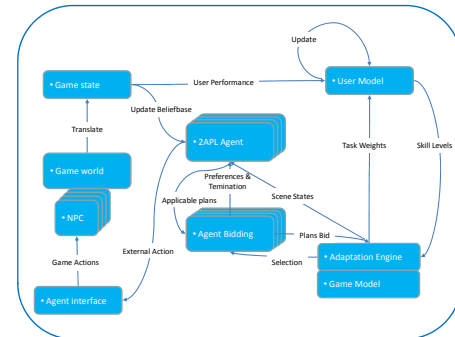 Update
• Game state
User Performance
• User Model
Update Beliefbase
Translate
• 2APL Agent
Task Weights
Skill Levels
• Game world
Preferences &
Temination
Applicable plans
Scene States
• NPC
• Agent Bidding
Plans Bid
External Action
• Adaptation Engine
Game Actions
Selection
• Game Model
• Agent interface